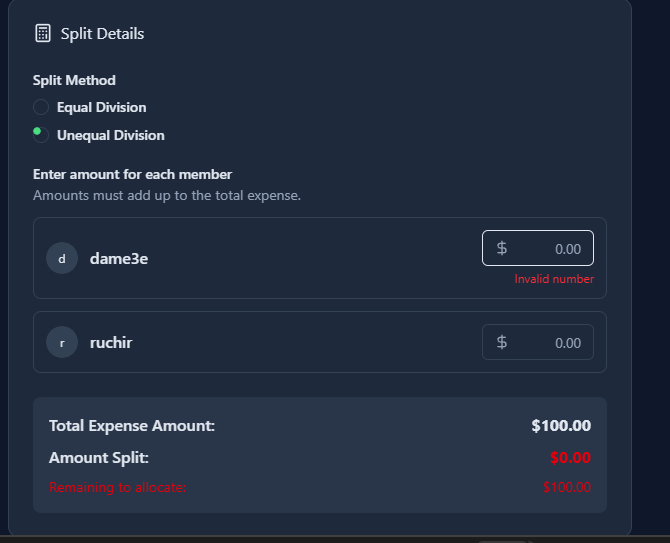 Split Details
Split Method
Equal Division
Unequal Division
Enter amount for each member
Amounts must add up to the total expense.
d dame3e $ 0.00
Invalid number
r ruchir $ 0.00
Total Expense Amount: $100.00
Amount Split: $0.00
Remaining to allocate: $100.00